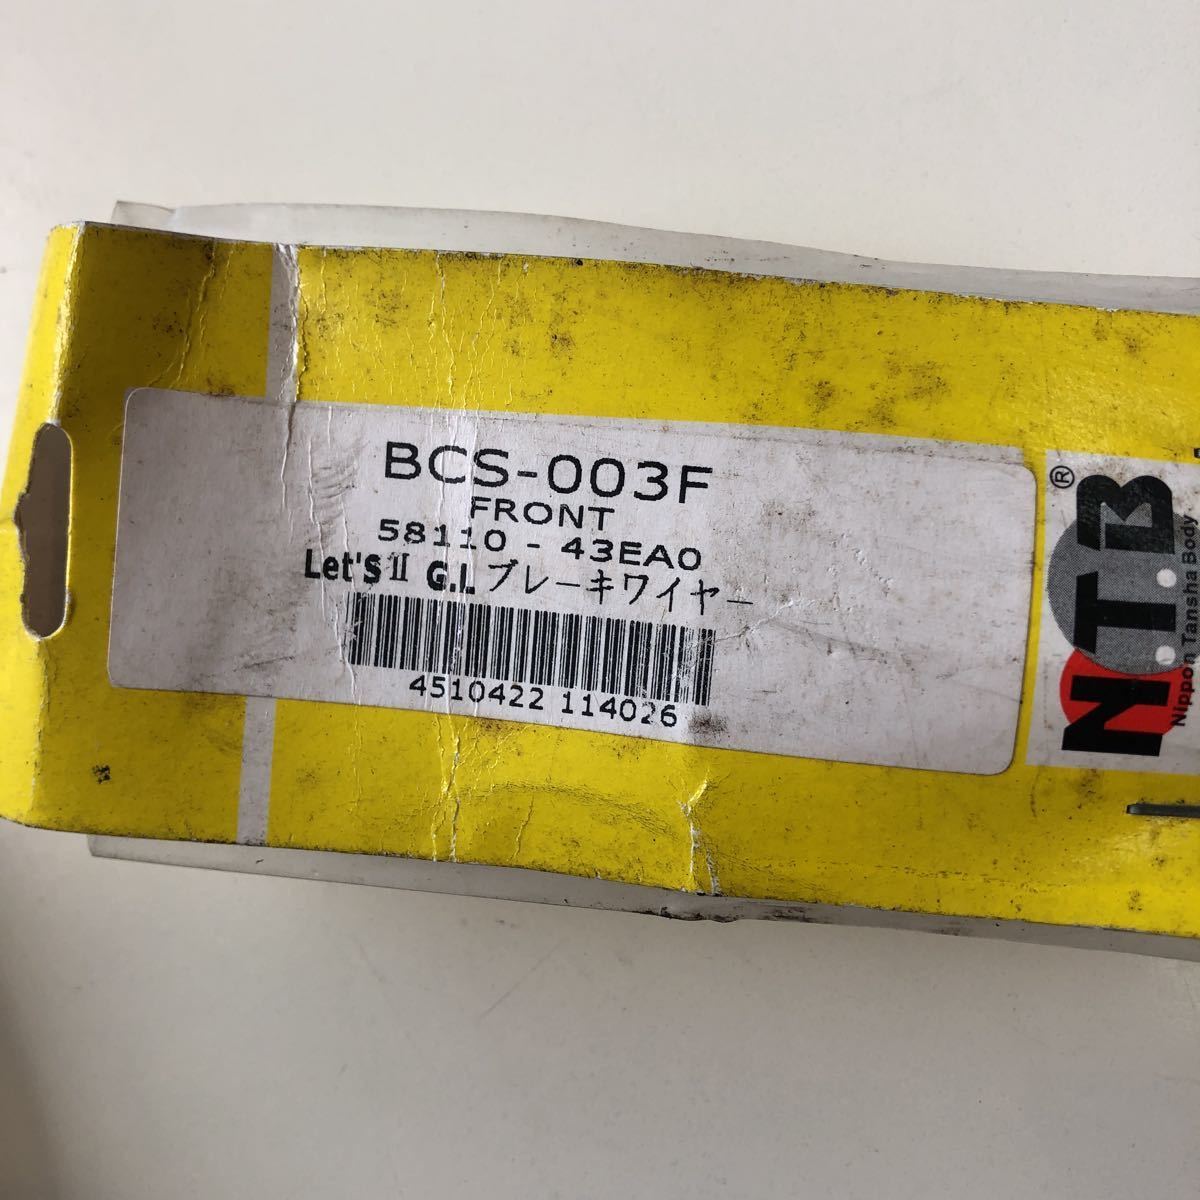 BCS-003F
FRONT
58110 - 43EA0
Let'S II G.L ブレーキワイヤー
4510422 114026
N.T.B ®
Nippon Tansha Body